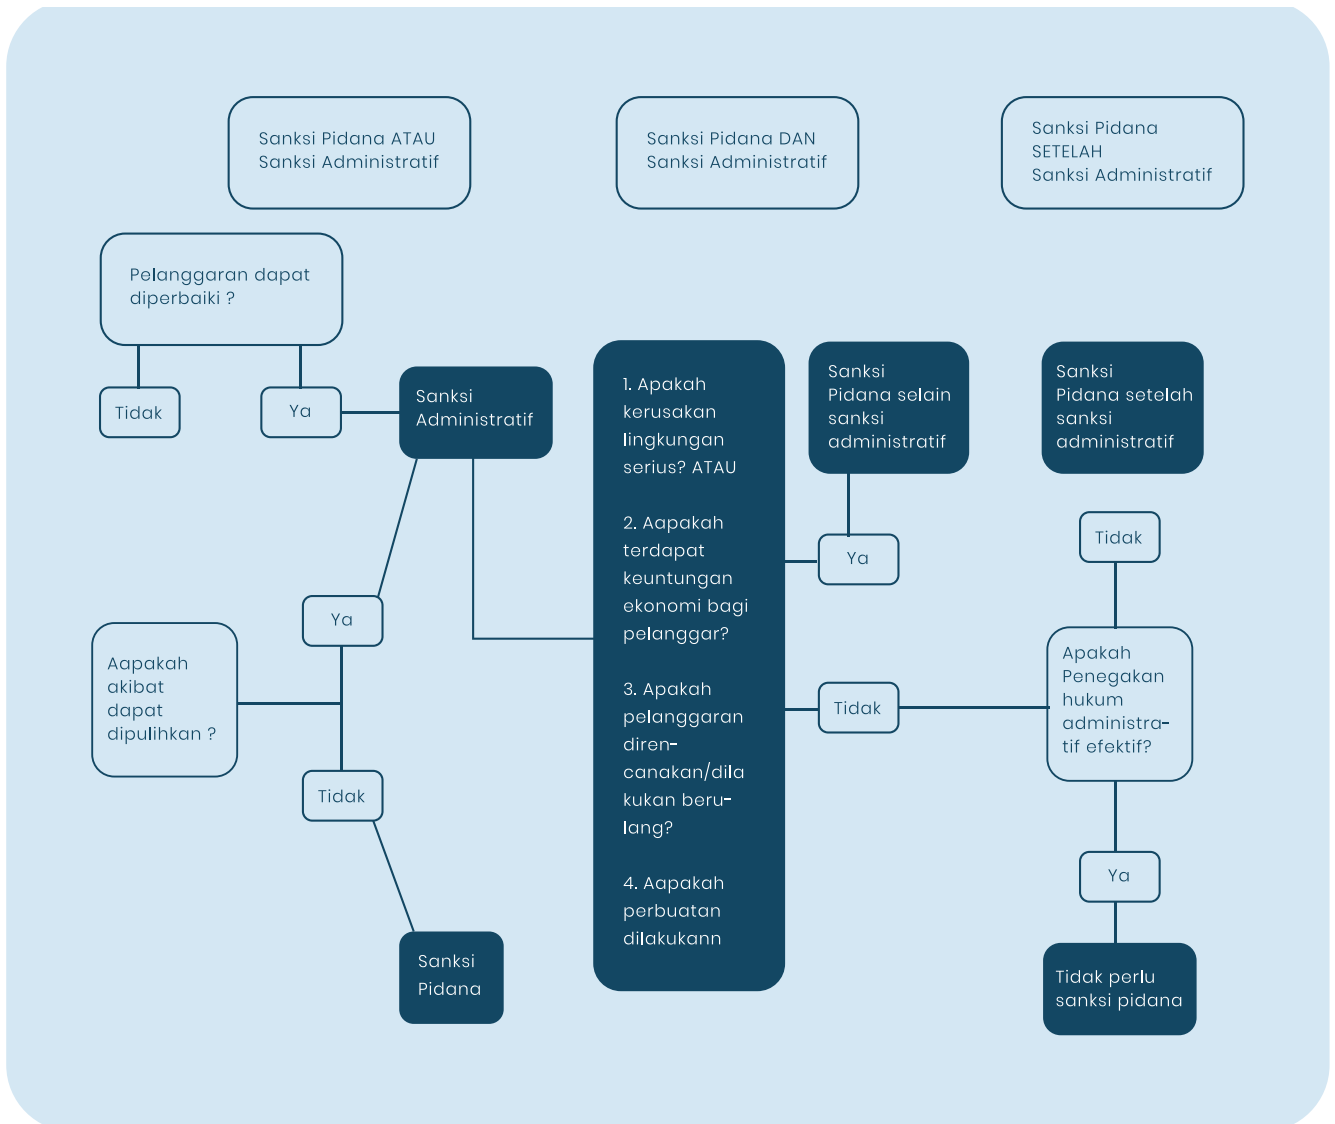 Sanksi Pidana ATAU
Sanksi Administratif
Sanksi Pidana DAN
Sanksi Administratif
Sanksi Pidana
SETELAH
Sanksi Administratif
Pelanggaran dapat
diperbaiki ?
Tidak
Ya
Sanksi
Administratif
Ya
Aapakah
akibat
dapat
dipulihkan ?
Tidak
Sanksi
Pidana
1. Apakah
kerusakan
lingkungan
serius? ATAU
2. Aapakah
terdapat
keuntungan
ekonomi bagi
pelanggar?
3. Apakah
pelanggaran
diren-
canakan/dila
kukan beru-
lang?
4. Aapakah
perbuatan
dilakukann
Sanksi
Pidana selain
sanksi
administratif
Ya
Tidak
Sanksi
Pidana setelah
sanksi
administratif
Tidak
Apakah
Penegakan
hukum
administra-
tif efektif?
Ya
Tidak perlu
sanksi pidana